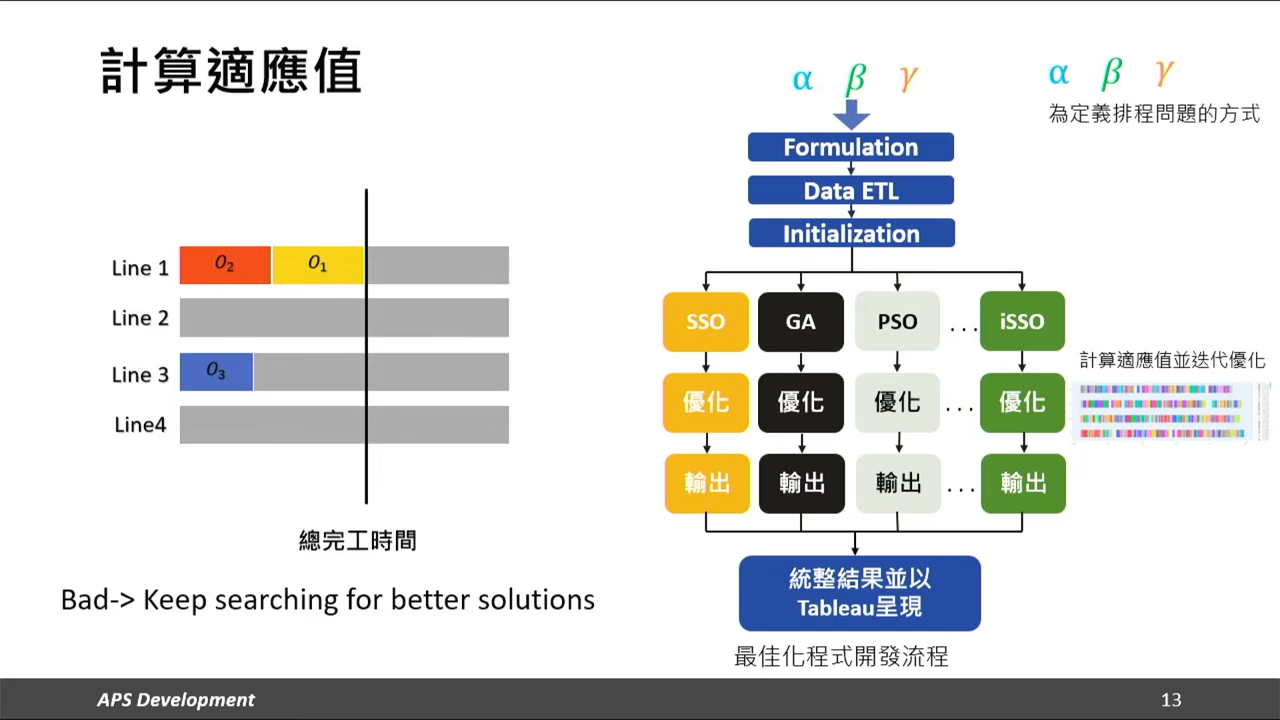 計算適應值
α β γ
α β γ
為定義排程問題的方式
Formulation
Data ETL
Initialization
Line 1 O2 O1
Line 2
Line 3 O3
Line4
總完工時間
Bad-> Keep searching for better solutions
SSO GA PSO ... iSSO
計算適應值並迭代優化
優化 優化 優化 ... 優化
輸出 輸出 輸出 ... 輸出
統整結果並以
Tableau呈現
最佳化程式開發流程
APS Development
13